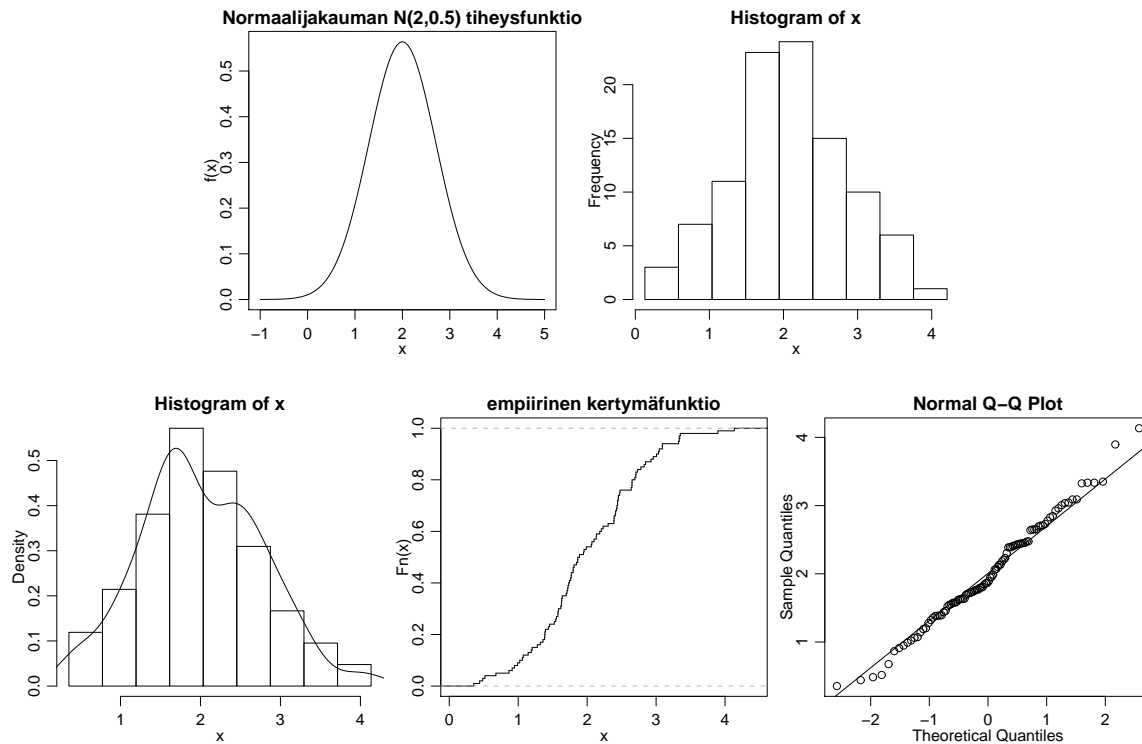 Normaalijakauman N(2,0.5) tiheysfunktio
f(x)
0.0 0.1 0.2 0.3 0.4 0.5
−1 0 1 2 3 4 5
x
Histogram of x
Frequency
0 5 10 15 20
0 1 2 3 4
x
Histogram of x
Density
0.0 0.1 0.2 0.3 0.4 0.5
1 2 3 4
x
empiirinen kertymäfunktio
Fn(x)
0.0 0.2 0.4 0.6 0.8 1.0
0 1 2 3 4
x
Normal Q−Q Plot
Sample Quantiles
1 2 3 4
−2 −1 0 1 2
Theoretical Quantiles